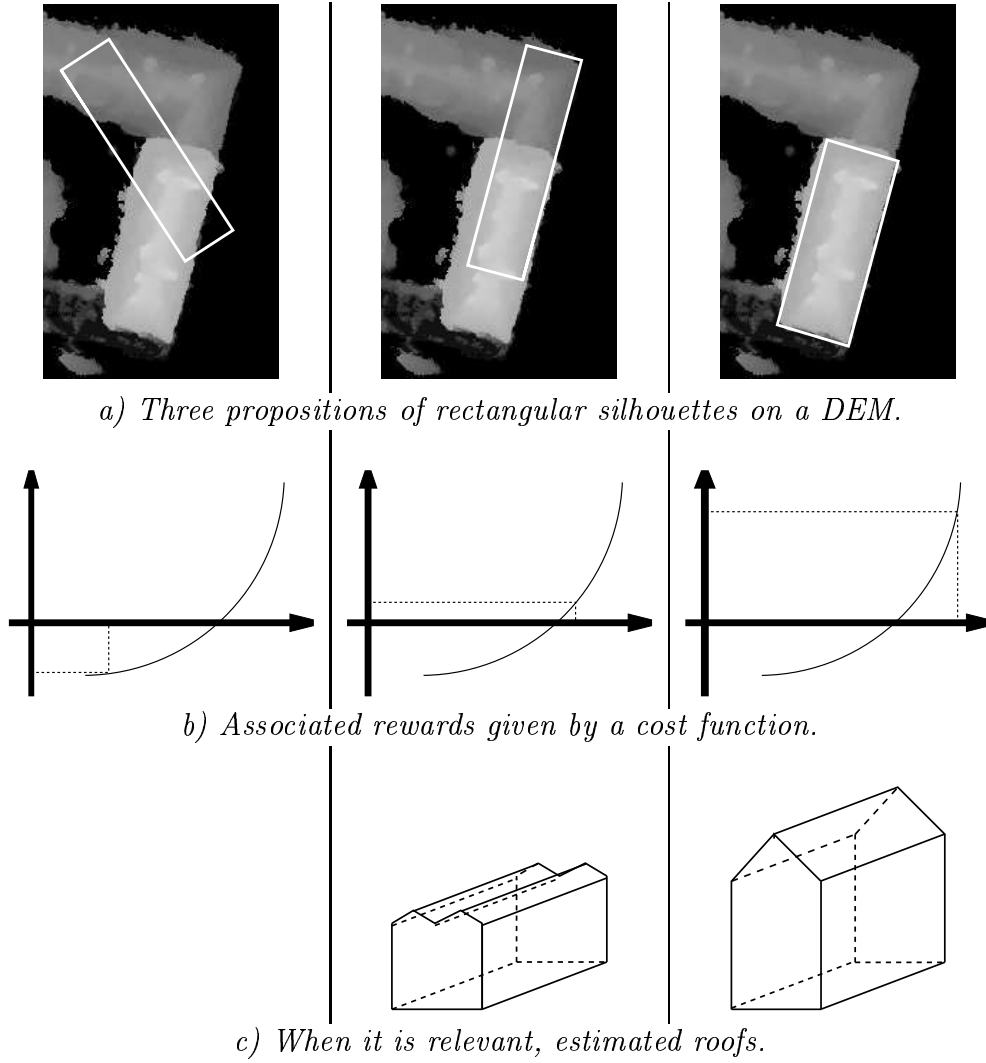 a) Three propositions of rectangular silhouettes on a DEM.
b) Associated rewards given by a cost function.
c) When it is relevant, estimated roofs.